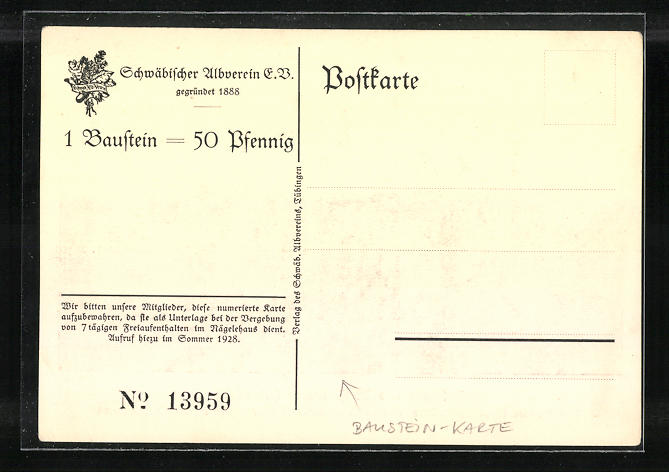 Schwäbischer Albverein E.V.
gegründet 1888
1 Baustein = 50 Pfennig
Wir bitten unsere Mitglieder, diese numerierte Karte
aufzubewahren, da sie als Unterlage bei der Vergebung
von 7 tägigen Freiaufenthalten im Nägelehaus dient.
Aufruf hiezu im Sommer 1928.
No 13959
Verlag des Schwäb. Albvereins, Tübingen
Postkarte
BAUSTEIN-KARTE